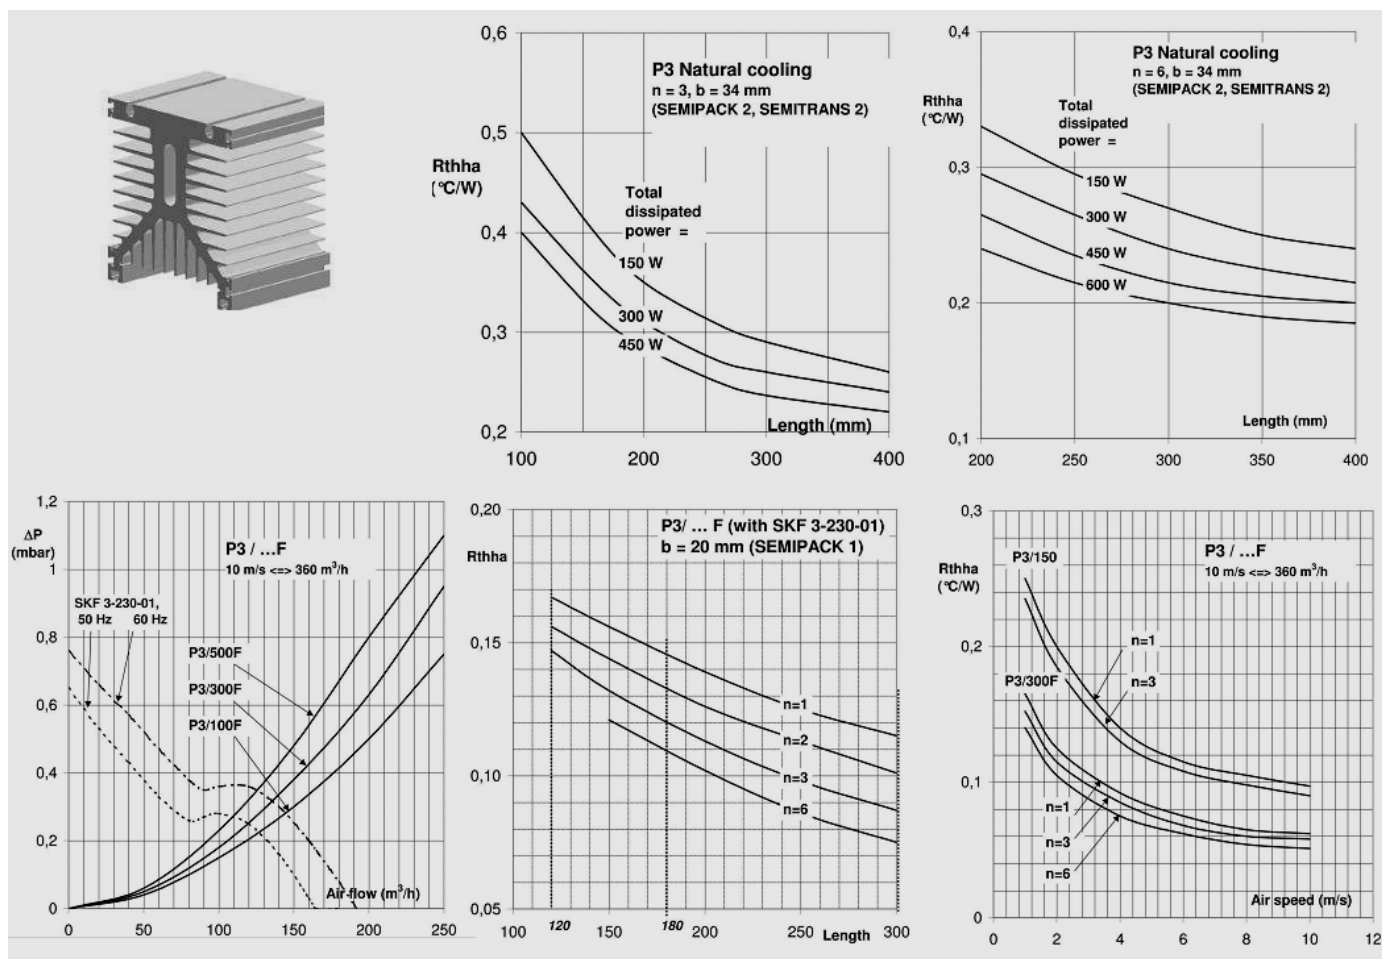 0,6
0,5
0,4
0,3
0,2
Rthha
(°C/W)
P3 Natural cooling
n = 3, b = 34 mm
(SEMIPACK 2, SEMITRANS 2)
Total
dissipated
power =
150 W
300 W
450 W
Length (mm)
100 200 300 400
0,4
0,3
0,2
0,1
Rthha
(°C/W)
P3 Natural cooling
n = 6, b = 34 mm
(SEMIPACK 2, SEMITRANS 2)
Total
dissipated
power =
150 W
300 W
450 W
600 W
Length (mm)
200 250 300 350 400
1,2
1
0,8
0,6
0,4
0,2
0
ΔP
(mbar)
P3 / ...F
10 m/s <=> 360 m³/h
SKF 3-230-01,
50 Hz 60 Hz
P3/500F
P3/300F
P3/100F
Air flow (m³/h)
0 50 100 150 200 250
0,20
0,15
0,10
0,05
Rthha
P3/ ... F (with SKF 3-230-01)
b = 20 mm (SEMIPACK 1)
n=1
n=2
n=3
n=6
100 120 150 180 200 250 Length 300
0,3
0,2
0,1
0
Rthha
(°C/W)
P3 / ...F
10 m/s <=> 360 m³/h
P3/150
n=1
n=3
P3/300F
n=1
n=3
n=6
Air speed (m/s)
0 2 4 6 8 10 12